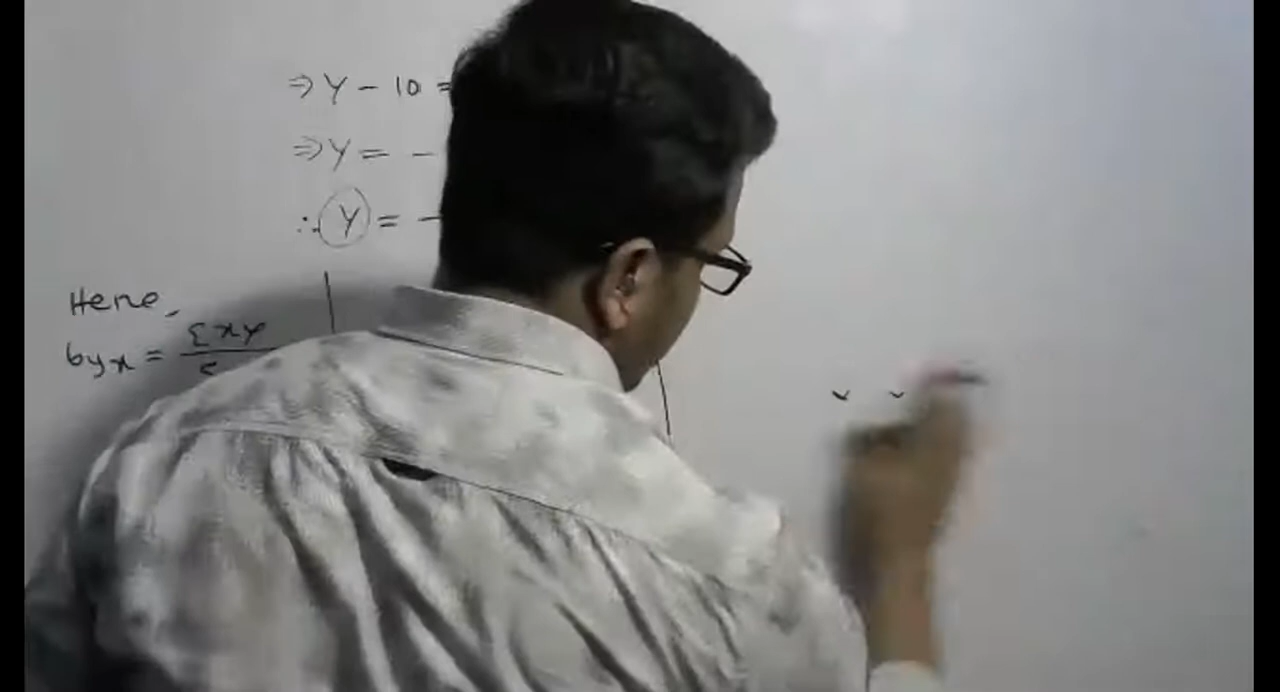 ⇒ Y - 10 =
⇒ Y = -
∴ Y = -
Here,
byx = Σxy